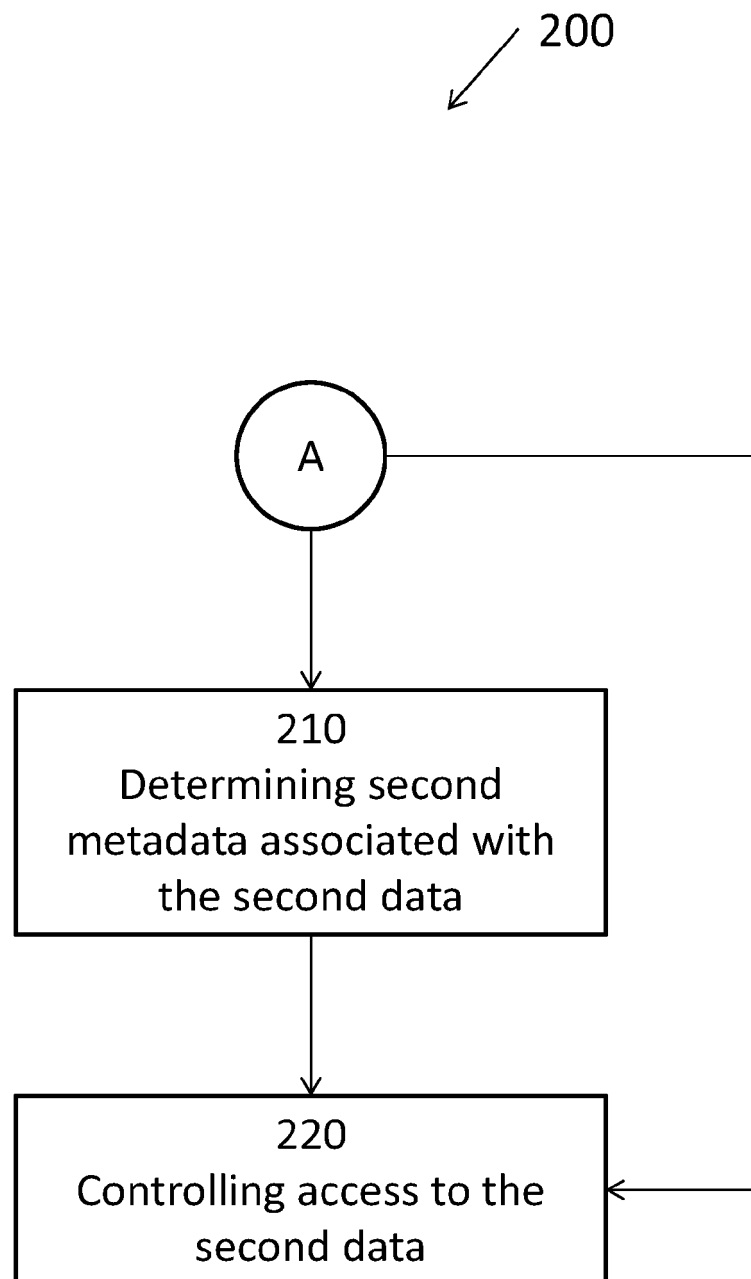 200
A
210
Determining second
metadata associated with
the second data
220
Controlling access to the
second data